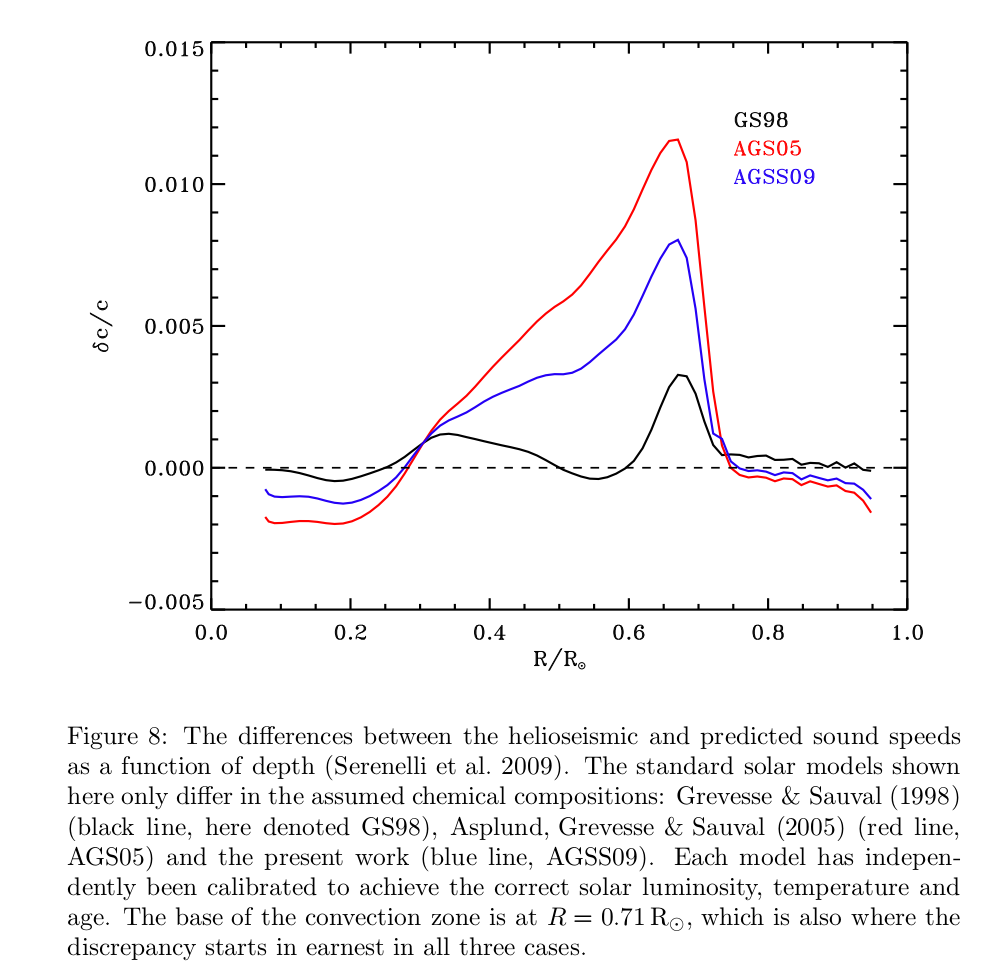 0.015
GS98
AGS05
AGSS09
0.010
0.005
δc/c
0.000
−0.005
0.0 0.2 0.4 0.6 0.8 1.0
R/R⊙
Figure 8: The differences between the helioseismic and predicted sound speeds
as a function of depth (Serenelli et al. 2009). The standard solar models shown
here only differ in the assumed chemical compositions: Grevesse & Sauval (1998)
(black line, here denoted GS98), Asplund, Grevesse & Sauval (2005) (red line,
AGS05) and the present work (blue line, AGSS09). Each model has indepen-
dently been calibrated to achieve the correct solar luminosity, temperature and
age. The base of the convection zone is at R = 0.71 R⊙, which is also where the
discrepancy starts in earnest in all three cases.